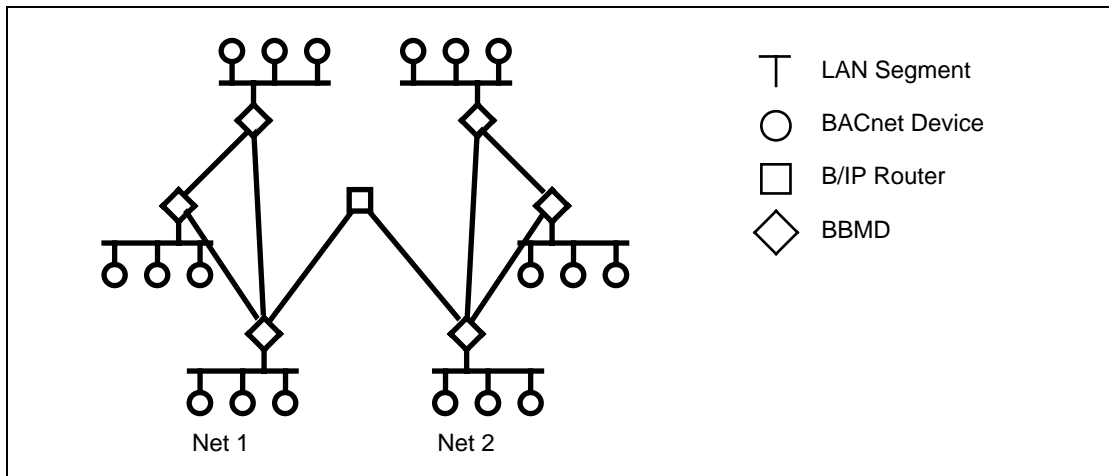 LAN Segment
BACnet Device
B/IP Router
BBMD
Net 1
Net 2